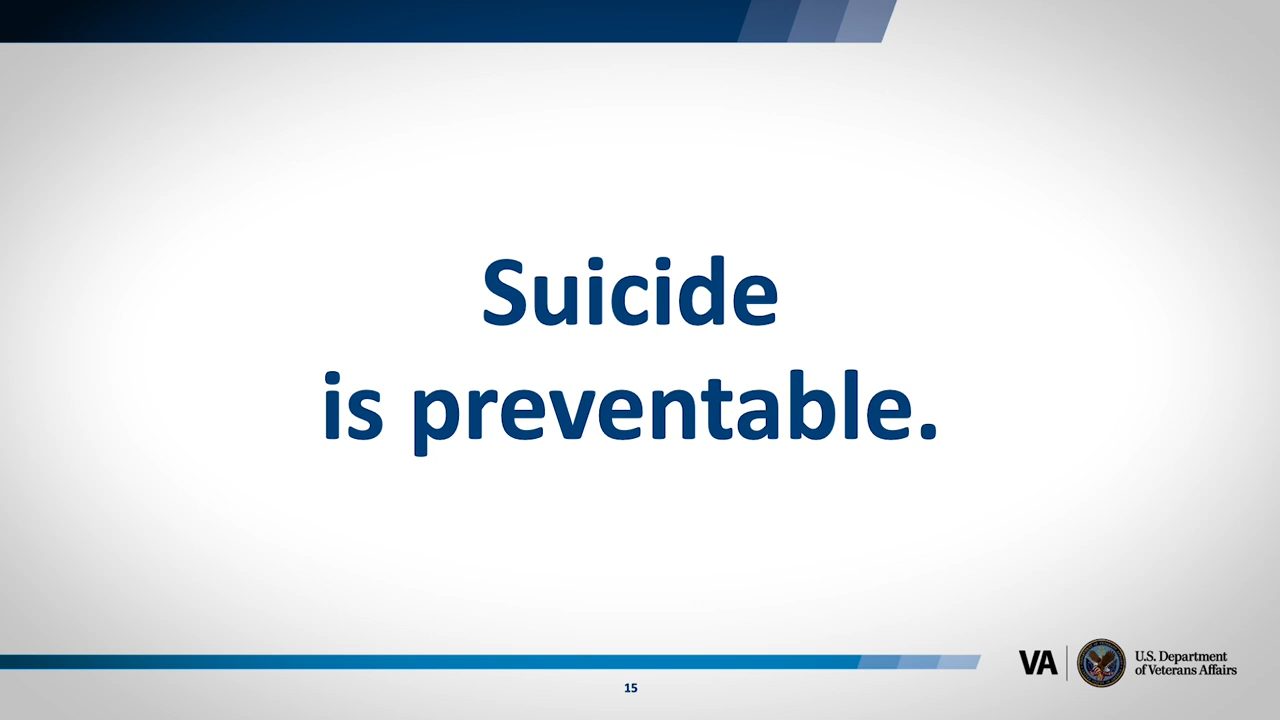 Suicide
is preventable.
15
VA
U.S. Department
of Veterans Affairs